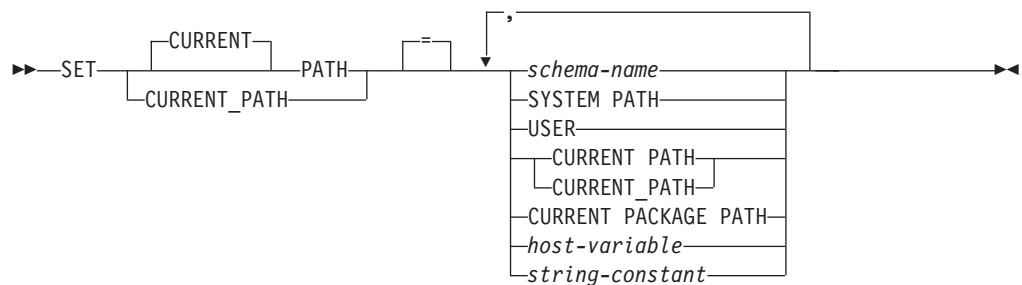 ,
CURRENT =
SET PATH schema-name
CURRENT_PATH SYSTEM PATH
USER
CURRENT PATH
CURRENT_PATH
CURRENT PACKAGE PATH
host-variable
string-constant